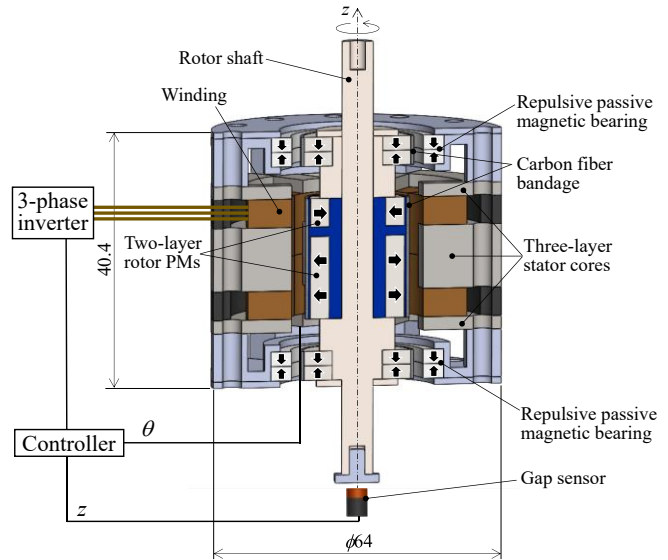 z
Rotor shaft
Winding
Repulsive passive
magnetic bearing
Carbon fiber
bandage
3-phase
inverter
Two-layer
rotor PMs
Three-layer
stator cores
40.4
Repulsive passive
magnetic bearing
Controller
θ
Gap sensor
z
ϕ64